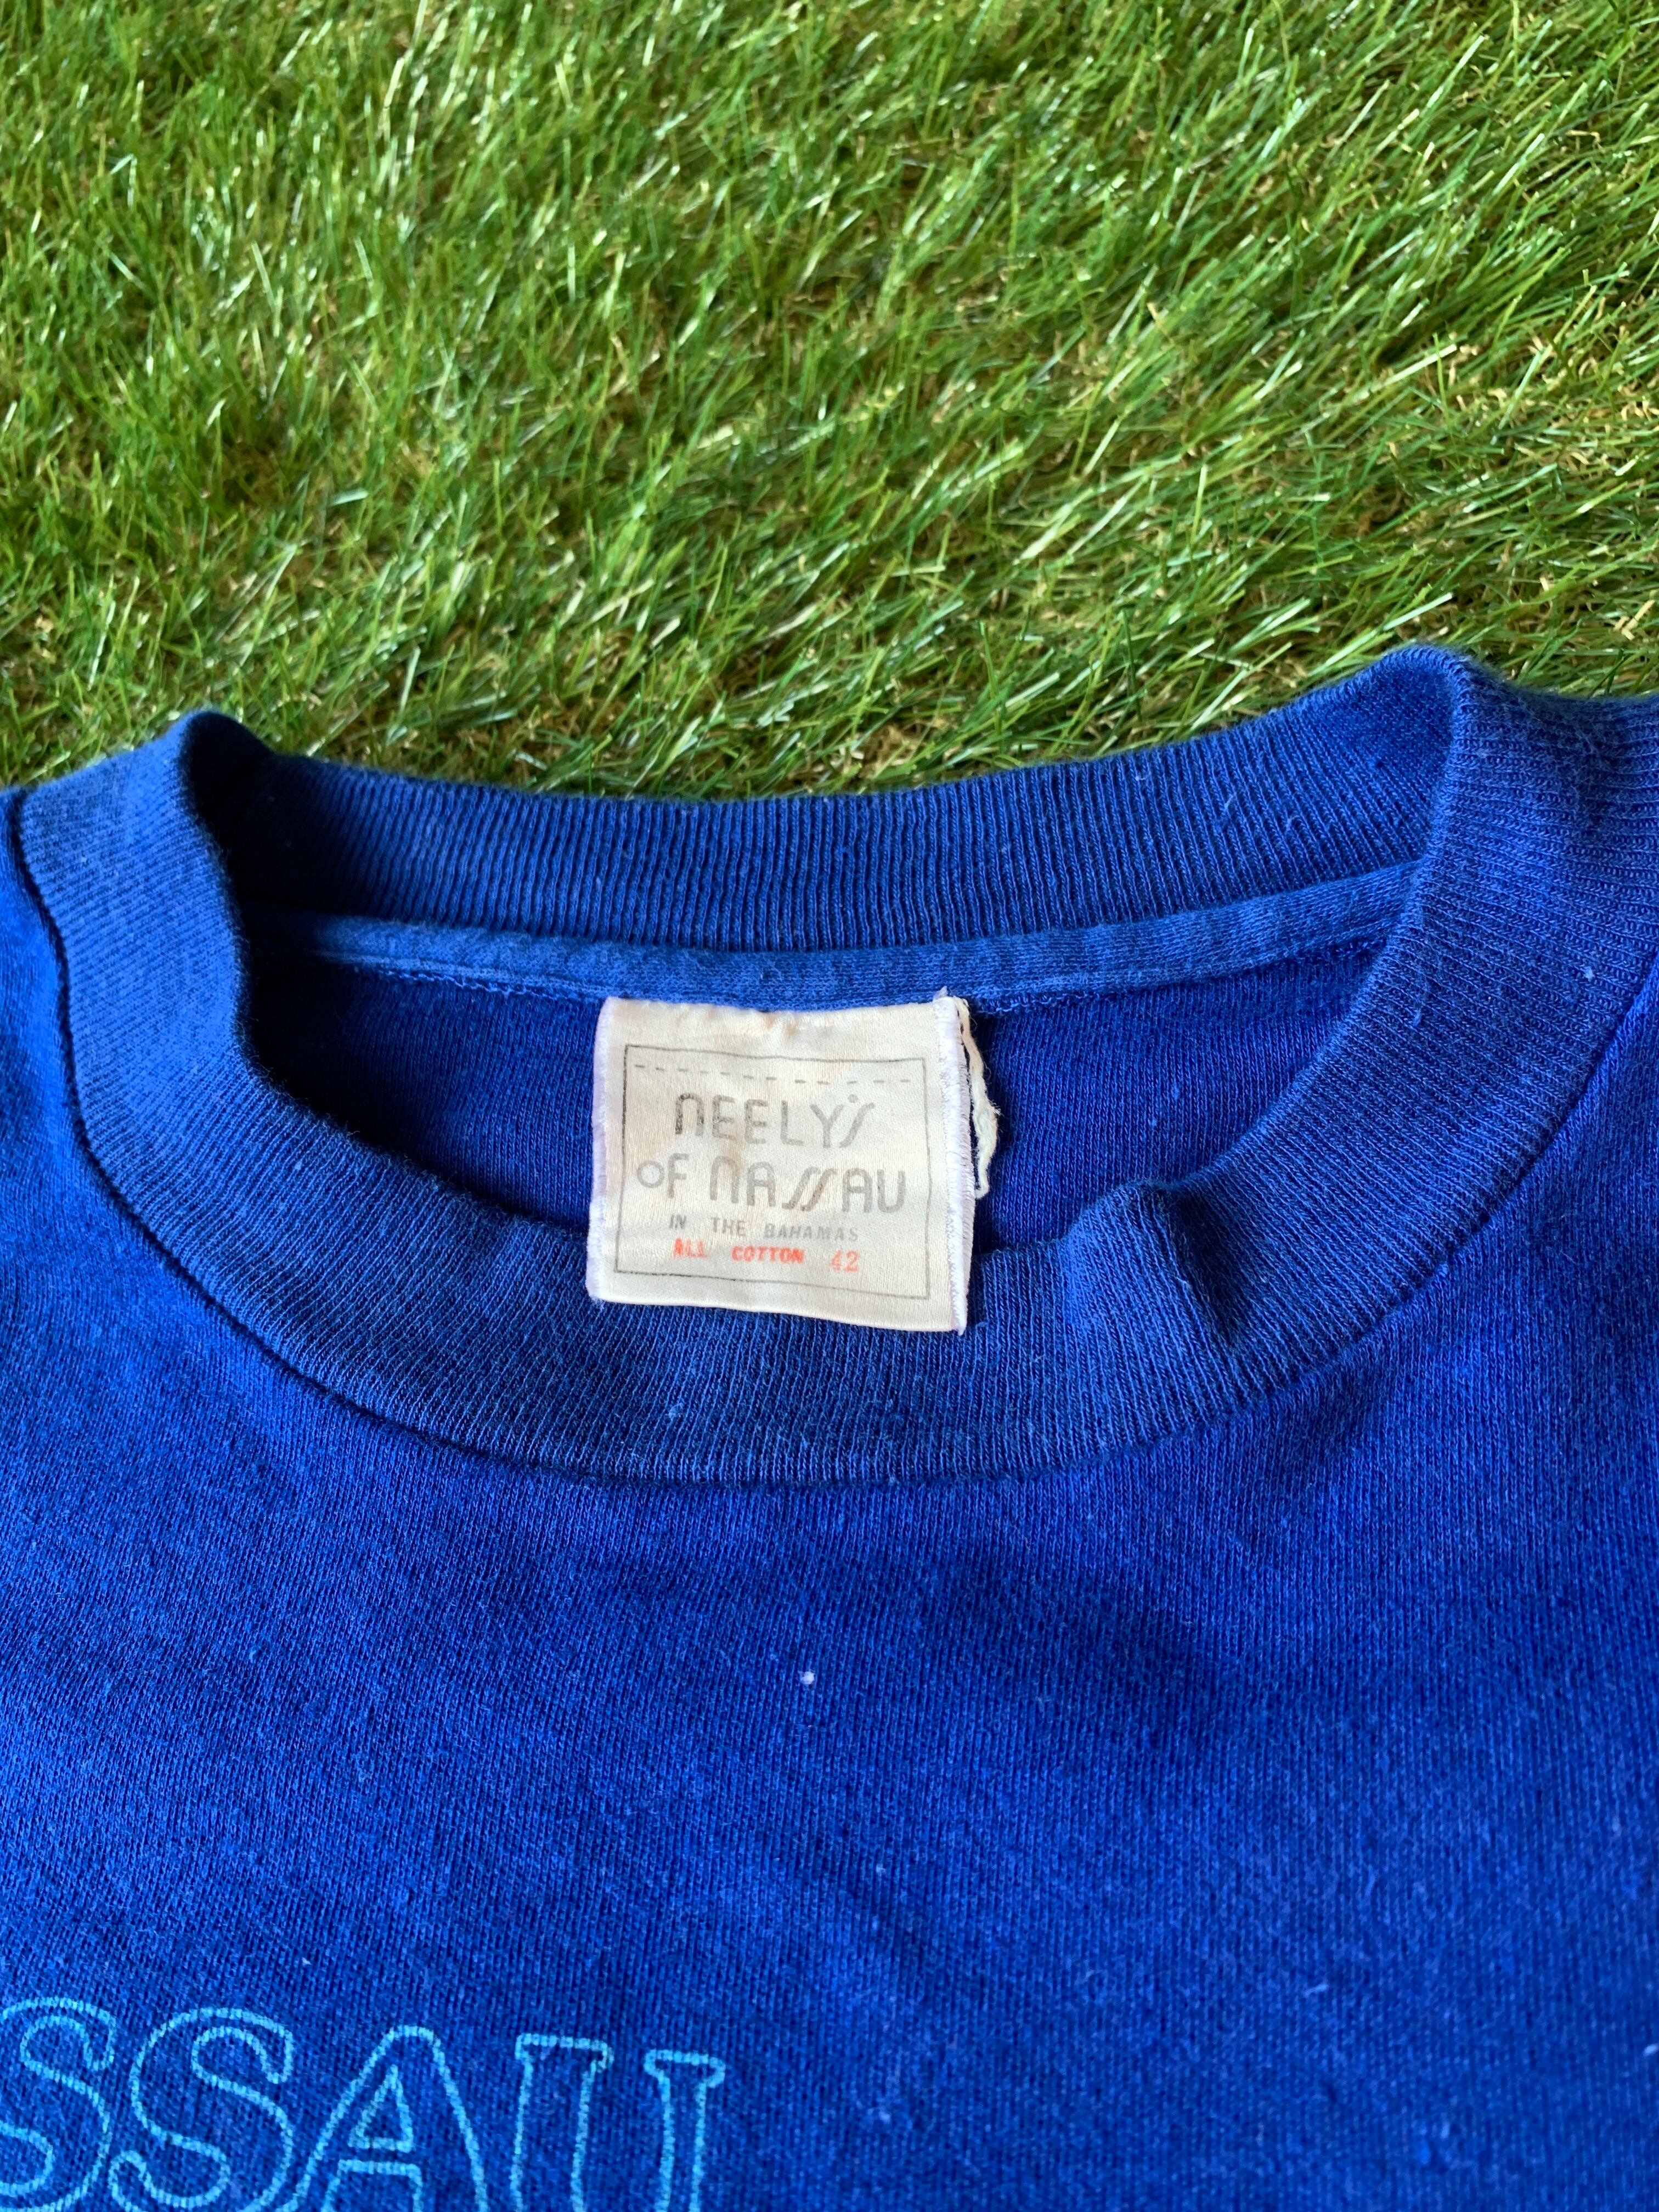 NEELY'S
OF NASSAU
IN THE BAHAMAS
ALL COTTON 42
SSAU